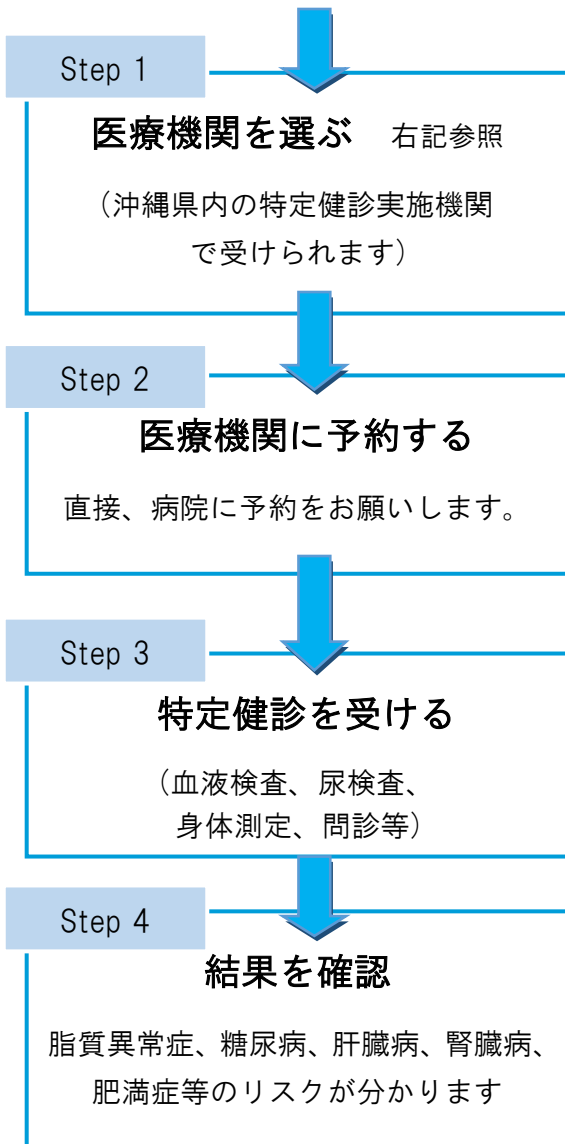 Step 1
医療機関を選ぶ　右記参照
（沖縄県内の特定健診実施機関
で受けられます）
Step 2
医療機関に予約する
直接、病院に予約をお願いします。
Step 3
特定健診を受ける
（血液検査、尿検査、
身体測定、問診等）
Step 4
結果を確認
脂質異常症、糖尿病、肝臓病、腎臓病、
肥満症等のリスクが分かります